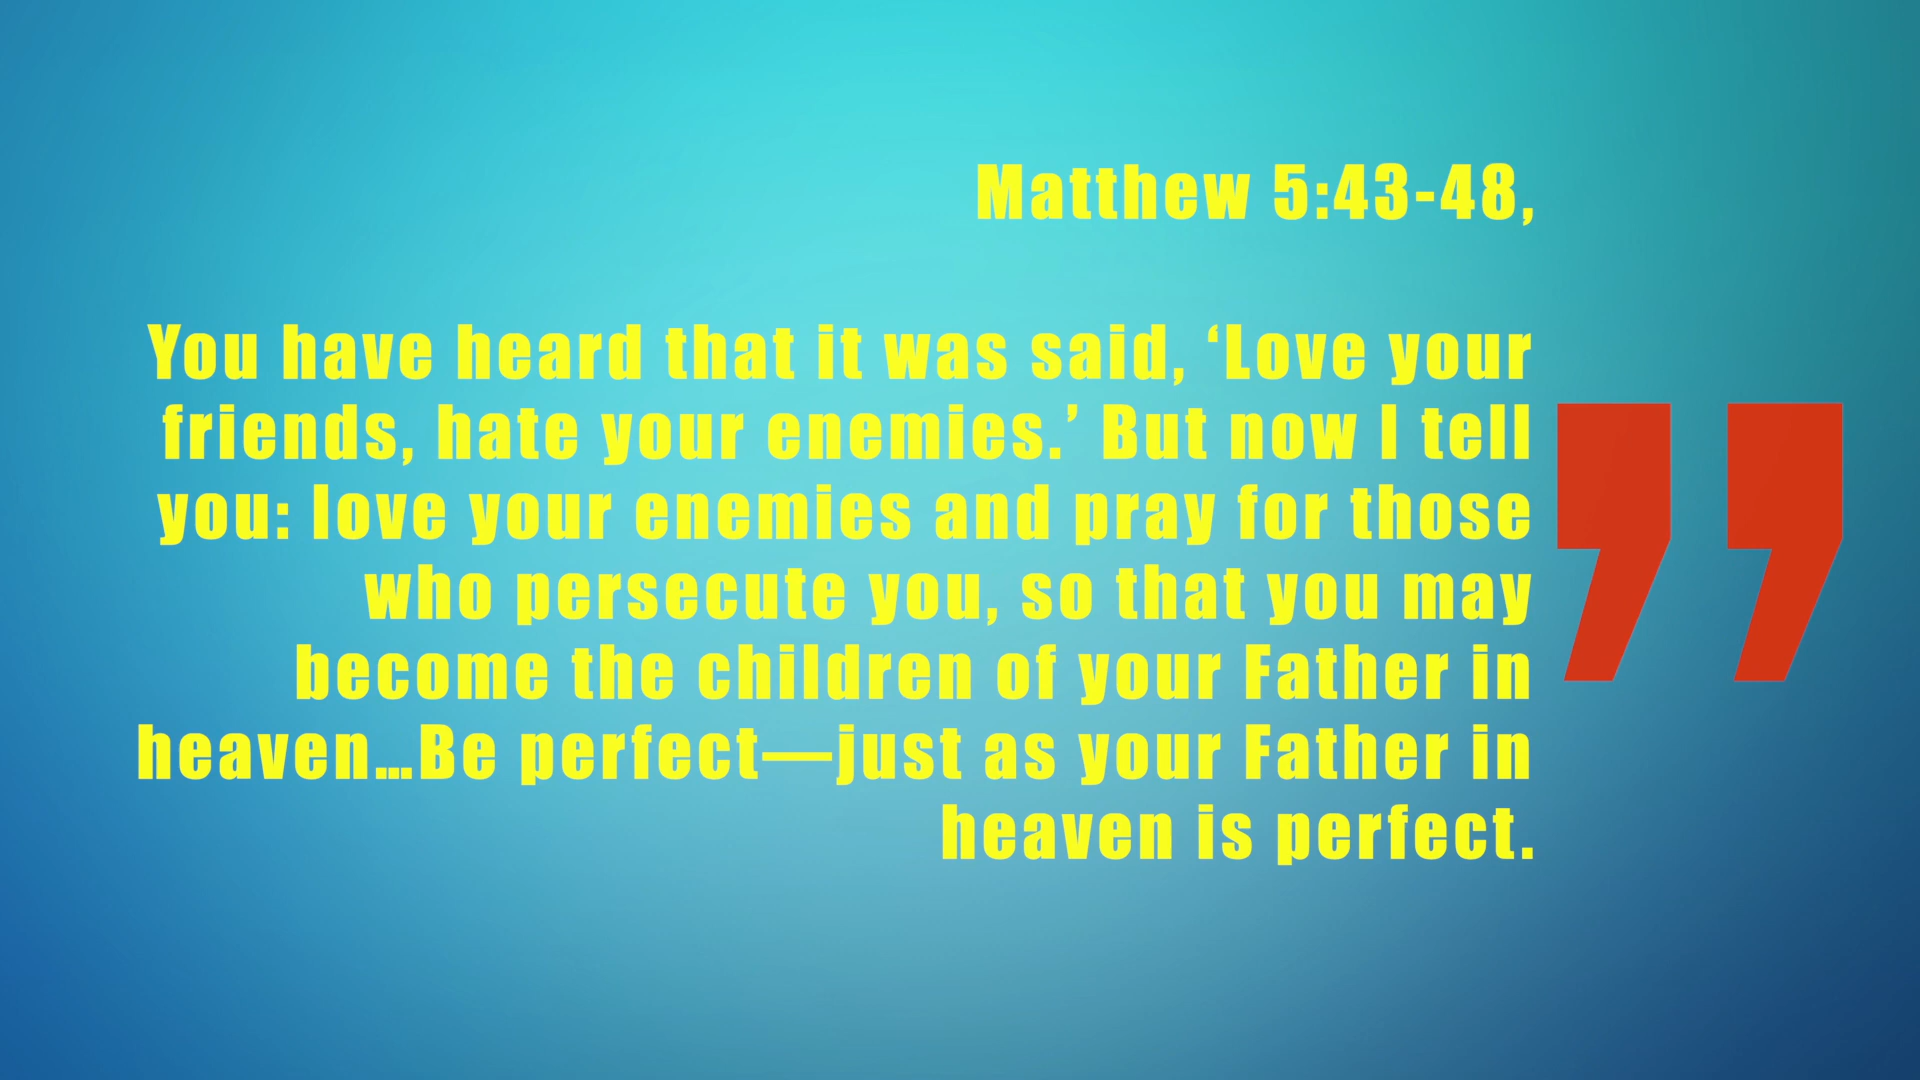 Matthew 5:43-48,
You have heard that it was said, ‘Love your
friends, hate your enemies.’ But now I tell
you: love your enemies and pray for those
who persecute you, so that you may
become the children of your Father in
heaven…Be perfect—just as your Father in
heaven is perfect.
”